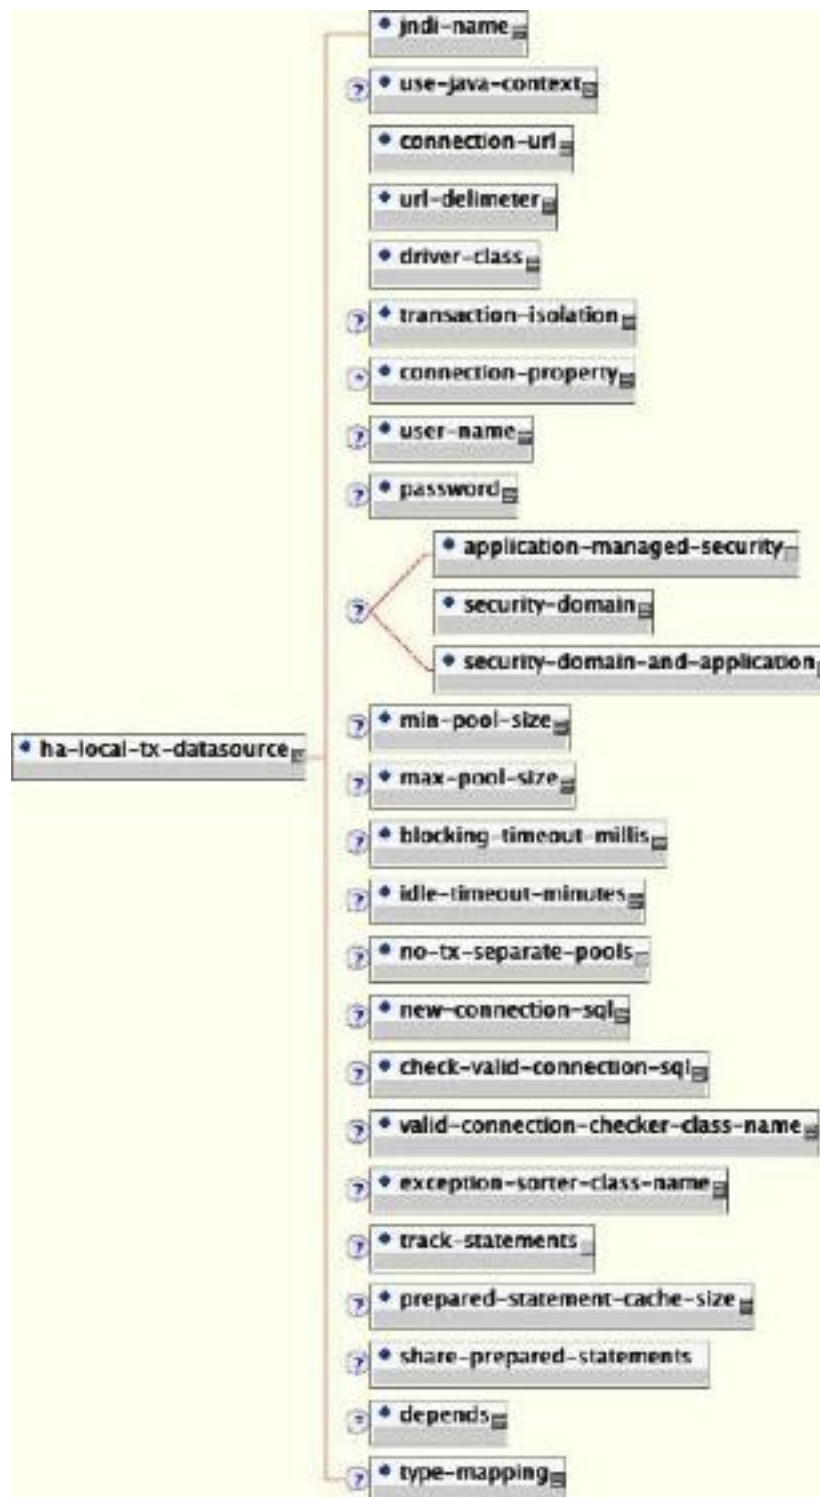 jndi-name
? use-java-context
connection-url
url-delimeter
driver-class
? transaction-isolation
* connection-property
? user-name
? password
application-managed-security
? security-domain
security-domain-and-application
? min-pool-size
ha-local-tx-datasource
? max-pool-size
? blocking-timeout-millis
? idle-timeout-minutes
? no-tx-separate-pools
? new-connection-sql
? check-valid-connection-sql
? valid-connection-checker-class-name
? exception-sorter-class-name
? track-statements
? prepared-statement-cache-size
? share-prepared-statements
depends
? type-mapping